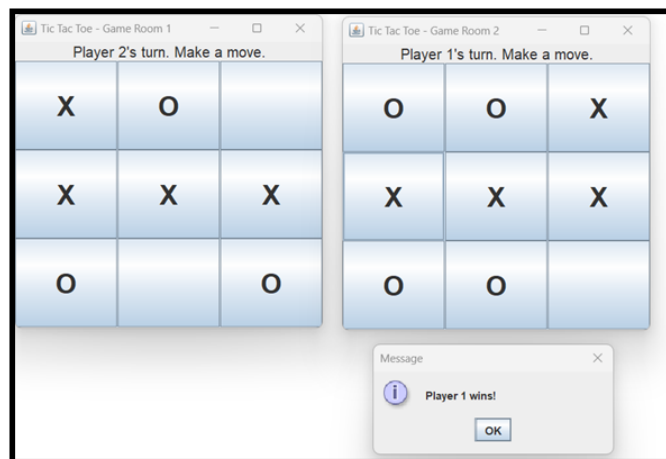 Tic Tac Toe - Game Room 1
Player 2's turn. Make a move.
X O
X X X
O O
Tic Tac Toe - Game Room 2
Player 1's turn. Make a move.
O O X
X X X
O O
Message
i Player 1 wins!
OK